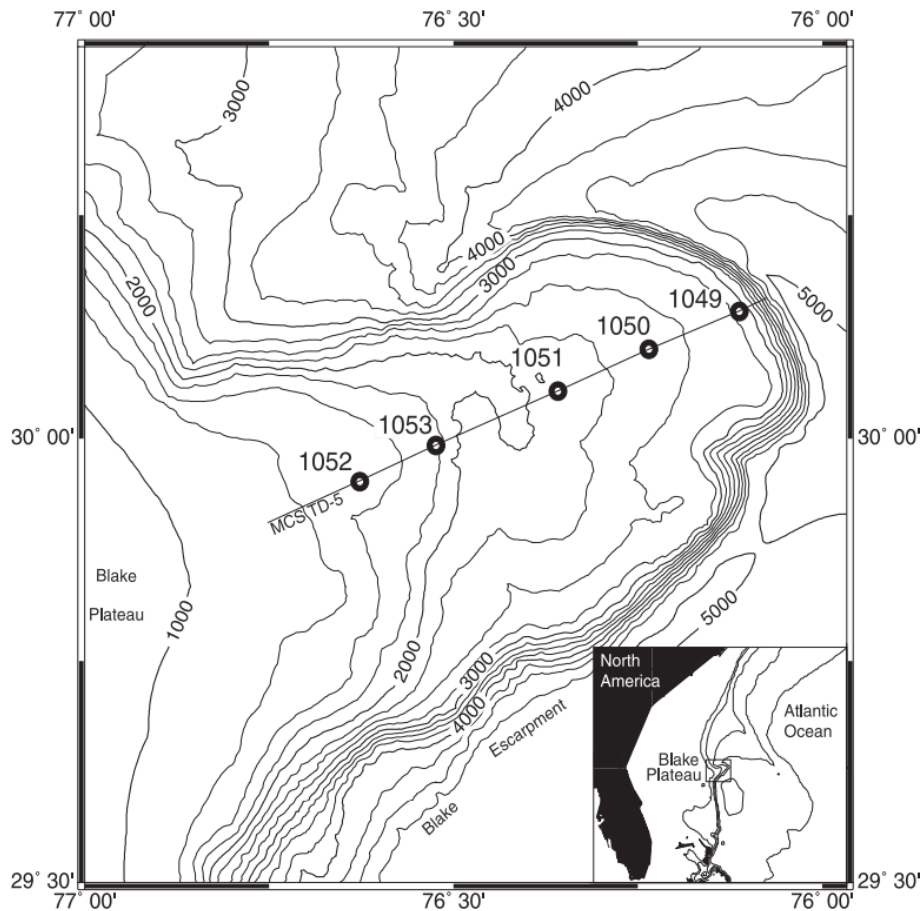 77° 00'
76° 30'
76° 00'
3000
4000
2000
4000
3000
5000
1049
1050
1051
1053
1052
30° 00'
30° 00'
MCS TD-5
Blake
Plateau
1000
2000
3000
4000
5000
Blake Escarpment
North
America
Atlantic
Ocean
Blake
Plateau
29° 30'
29° 30'
77° 00'
76° 30'
76° 00'